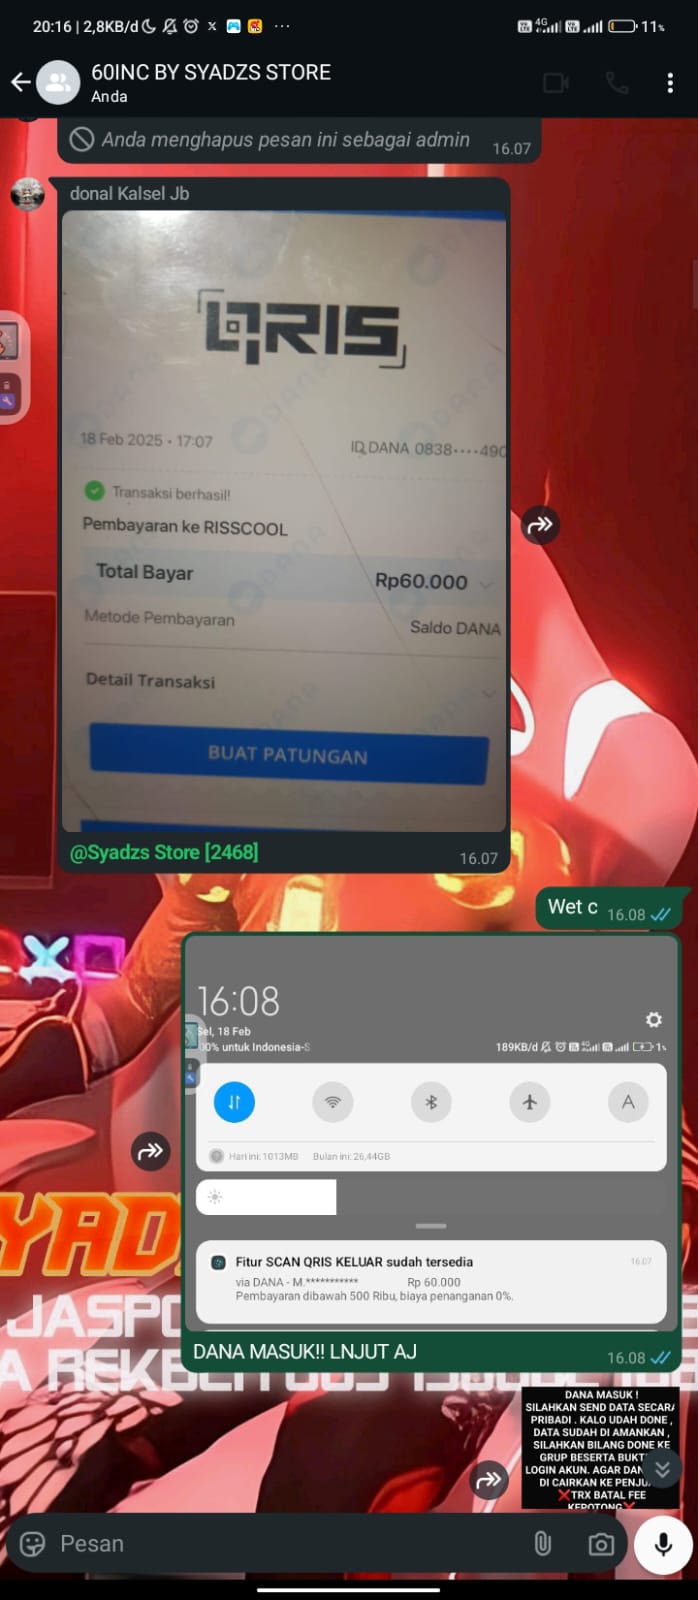 20:16 | 2,8KB/d
11%
60INC BY SYADZS STORE
Anda
Anda menghapus pesan ini sebagai admin
16.07
donal Kalsel Jb
QRIS
18 Feb 2025 • 17:07
ID DANA 0838••••490
Transaksi berhasil!
Pembayaran ke RISSCOOL
Total Bayar
Rp60.000
Metode Pembayaran
Saldo DANA
Detail Transaksi
BUAT PATUNGAN
@Syadzs Store [2468]
16.07
Wet c
16.08
16:08
Sel, 18 Feb
00% untuk Indonesia-S
189KB/d
1%
Hari ini: 1013MB
Bulan ini: 26,44GB
Fitur SCAN QRIS KELUAR sudah tersedia
16.07
via DANA - M.***********
Rp 60.000
Pembayaran dibawah 500 Ribu, biaya penanganan 0%.
DANA MASUK!! LNJUT AJ
16.08
YAD
JASPO
DANA MASUK !
SILAHKAN SEND DATA SECARA
PRIBADI . KALO UDAH DONE ,
DATA SUDAH DI AMANKAN ,
SILAHKAN BILANG DONE KE
GRUP BESERTA BUKT
LOGIN AKUN. AGAR DAN
DI CAIRKAN KE PENJU
❌TRX BATAL FEE
KEPOTONG❌
Pesan